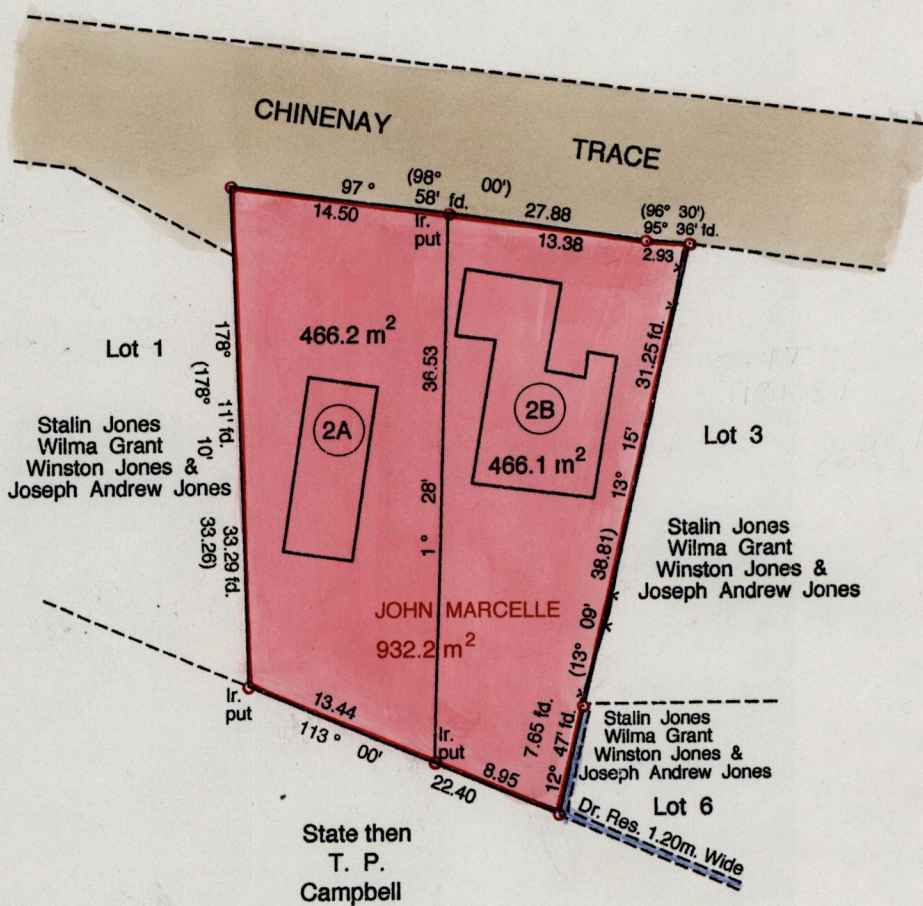 CHINENAY TRACE
97° (98° 00')
58' fd.
14.50
Ir. put
27.88
13.38
(96° 30')
95° 36' fd.
2.93
466.2 m²
Lot 1
178° 11' fd.
(178° 10'
33.29 fd.
33.26)
36.53
1° 28'
31.25 fd.
13° 15'
38.81)
(13° 09'
2A
2B
466.1 m²
Stalin Jones
Wilma Grant
Winston Jones &
Joseph Andrew Jones
Lot 3
Stalin Jones
Wilma Grant
Winston Jones &
Joseph Andrew Jones
JOHN MARCELLE
932.2 m²
Ir. put
13.44
113° 00'
Ir. put
8.95
22.40
7.65 fd.
12° 47' fd.
Stalin Jones
Wilma Grant
Winston Jones &
Joseph Andrew Jones
Lot 6
Dr. Res. 1.20m. Wide
State then
T. P.
Campbell